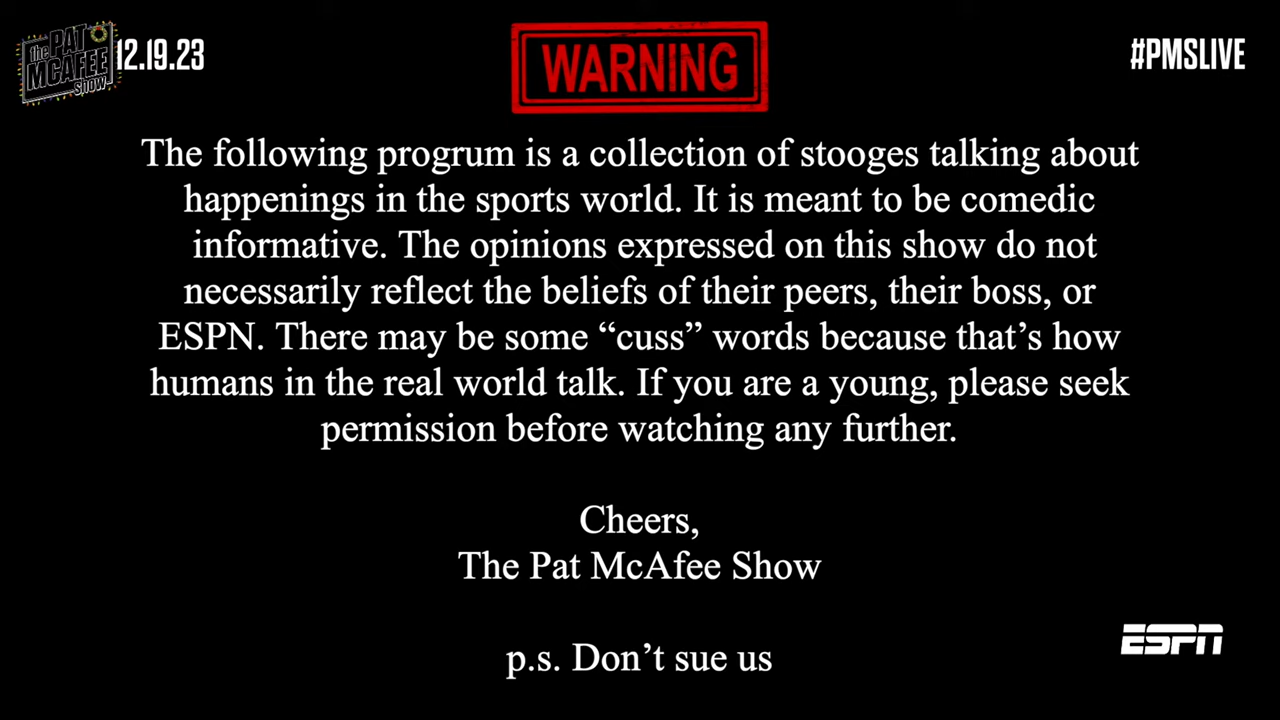 the PAT MCAFEE show
12.19.23
WARNING
#PMSLIVE
The following progrum is a collection of stooges talking about
happenings in the sports world. It is meant to be comedic
informative. The opinions expressed on this show do not
necessarily reflect the beliefs of their peers, their boss, or
ESPN. There may be some “cuss” words because that’s how
humans in the real world talk. If you are a young, please seek
permission before watching any further.
Cheers,
The Pat McAfee Show
ESPN
p.s. Don’t sue us